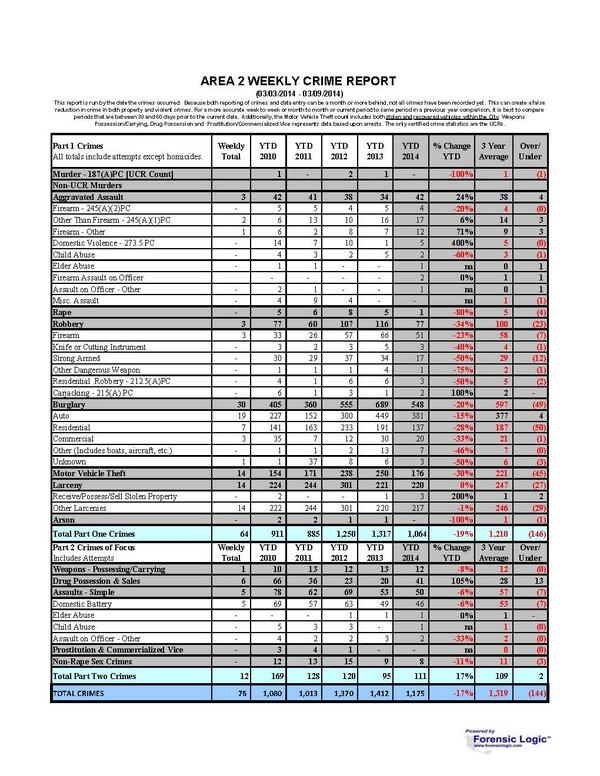 AREA 2 WEEKLY CRIME REPORT
(03/03/2014 - 03/09/2014)
This report is run by the date the crimes occurred. Because both reporting of crimes and data entry can be a month or more behind, not all crimes have been recorded yet. This can create a false
reduction in crime in both property and violent crimes. For a more accurate week to week or month to month or current period to same period in a previous year comparison, it is best to compare
periods that are between 30 and 60 days prior to current date. Additionally, the Motor Vehicle Theft count includes both stolen and recovered vehicles within the City. Weapons
Possession/Carrying, Drug Possession and Prostitution/Commercialized Vice represents data based upon arrests. The only certified crime statistics are the UCRs.
Part 1 Crimes Weekly YTD YTD YTD YTD YTD % Change 3 Year Over/
All totals include attempts except homicides. Total 2010 2011 2012 2013 2014 YTD Average Under
Murder - 187(A)PC [UCR Count] 1 - 2 1 - -100% 1 (1)
Non-UCR Murders
Aggravated Assault 3 42 41 38 34 42 24% 38 4
Firearm - 245(A)(2)PC - 5 5 4 5 4 -20% 4 (0)
Other Than Firearm - 245(A)(1)PC 2 6 13 10 16 17 6% 14 3
Firearm - Other 1 6 2 8 7 12 71% 9 3
Domestic Violence - 273.5 PC - 14 7 10 1 5 400% 5 (0)
Child Abuse - 4 3 2 5 2 -60% 3 (1)
Elder Abuse - 1 1 - - 1 na 0 1
Firearm Assault on Officer - - - - 2 0% 1 1
Assault on Officer - Other - 2 1 - - 1 na 0 1
Misc. Assault - 4 9 4 - - na 1 (1)
Rape - 5 6 8 5 1 -80% 5 (4)
Robbery 3 77 60 107 116 77 -34% 100 (23)
Firearm 3 33 26 57 66 51 -23% 58 (7)
Knife or Cutting Instrument - 3 2 3 5 3 -40% 4 (1)
Strong Armed - 30 29 37 34 17 -50% 29 (12)
Other Dangerous Weapon - 1 1 1 4 1 -75% 2 (1)
Residential Robbery - 212.5(A)PC - 4 1 6 6 3 -50% 5 (2)
Carjacking - 215(A) PC - 6 1 3 1 2 100% 2 -
Burglary 30 405 360 555 689 548 -20% 597 (49)
Auto 19 227 152 300 449 381 -15% 377 4
Residential 7 141 163 233 191 137 -28% 187 (50)
Commercial 3 35 7 12 30 20 -33% 21 (1)
Other (Includes boats, aircraft, etc.) - 1 1 2 13 7 -46% 7 (0)
Unknown 1 1 37 8 6 3 -50% 6 (3)
Motor Vehicle Theft 14 154 171 238 250 176 -30% 221 (45)
Larceny 14 224 244 301 221 220 0% 247 (27)
Receive/Possess/Sell Stolen Property - 2 - - 1 3 200% 1 2
Other Larcenies 14 222 244 301 220 217 -1% 246 (29)
Arson - 2 2 1 1 - -100% 1 (1)
Total Part One Crimes 64 911 885 1,250 1,317 1,064 -19% 1,210 (146)
Part 2 Crimes of Focus Weekly YTD YTD YTD YTD YTD % Change 3 Year Over/
Includes Attempts Total 2010 2011 2012 2013 2014 YTD Average Under
Weapons - Possessing/Carrying 1 10 13 12 13 12 -8% 12 (0)
Drug Possession & Sales 6 66 36 23 20 41 105% 28 13
Assaults - Simple 5 78 62 69 53 50 -6% 57 (7)
Domestic Battery 5 69 57 63 49 46 -6% 53 (7)
Elder Abuse - - - 1 1 1 0% 1 -
Child Abuse - 5 3 3 - 1 na 1 (0)
Assault on Officer - Other - 4 2 2 3 2 -33% 2 (0)
Prostitution & Commercialized Vice - 3 4 1 - - na 0 (0)
Non-Rape Sex Crimes - 12 13 15 9 8 -11% 11 (3)
Total Part Two Crimes 12 169 128 120 95 111 17% 109 2
TOTAL CRIMES 76 1,080 1,013 1,370 1,412 1,175 -17% 1,319 (144)
Powered by
Forensic Logic™
www.forensiclogic.com